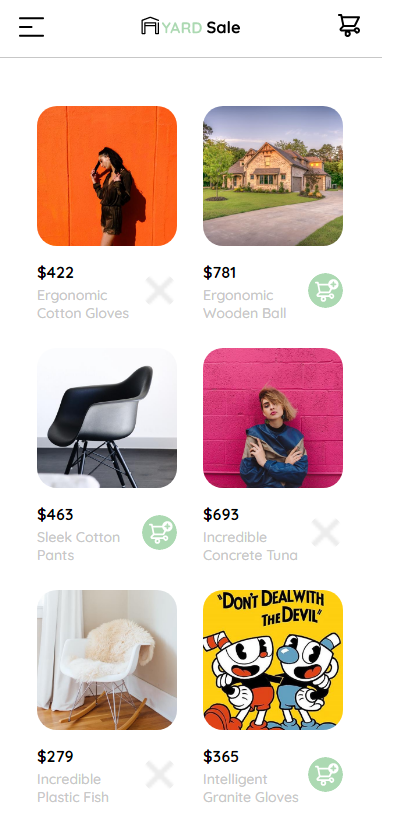 YARD Sale
$422
Ergonomic
Cotton Gloves
$781
Ergonomic
Wooden Ball
$463
Sleek Cotton
Pants
$693
Incredible
Concrete Tuna
"DON'T DEAL WITH
THE DEVIL"
$279
Incredible
Plastic Fish
$365
Intelligent
Granite Gloves